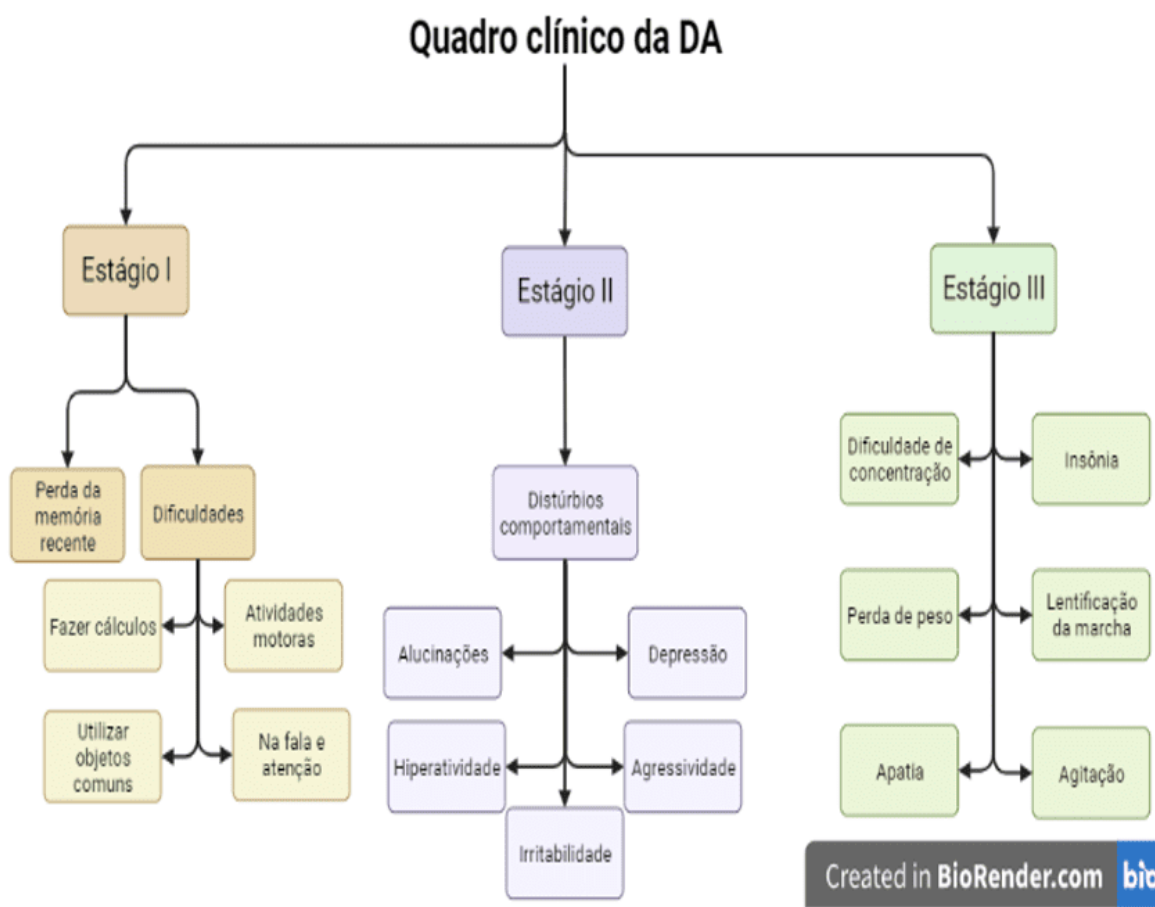 Quadro clínico da DA
Estágio I
Estágio II
Estágio III
Perda da
memória
recente
Dificuldades
Fazer cálculos
Atividades
motoras
Utilizar
objetos
comuns
Na fala e
atenção
Distúrbios
comportamentais
Alucinações
Depressão
Hiperatividade
Agressividade
Irritabilidade
Dificuldade de
concentração
Insônia
Perda de peso
Lentificação
da marcha
Apatia
Agitação
Created in BioRender.com